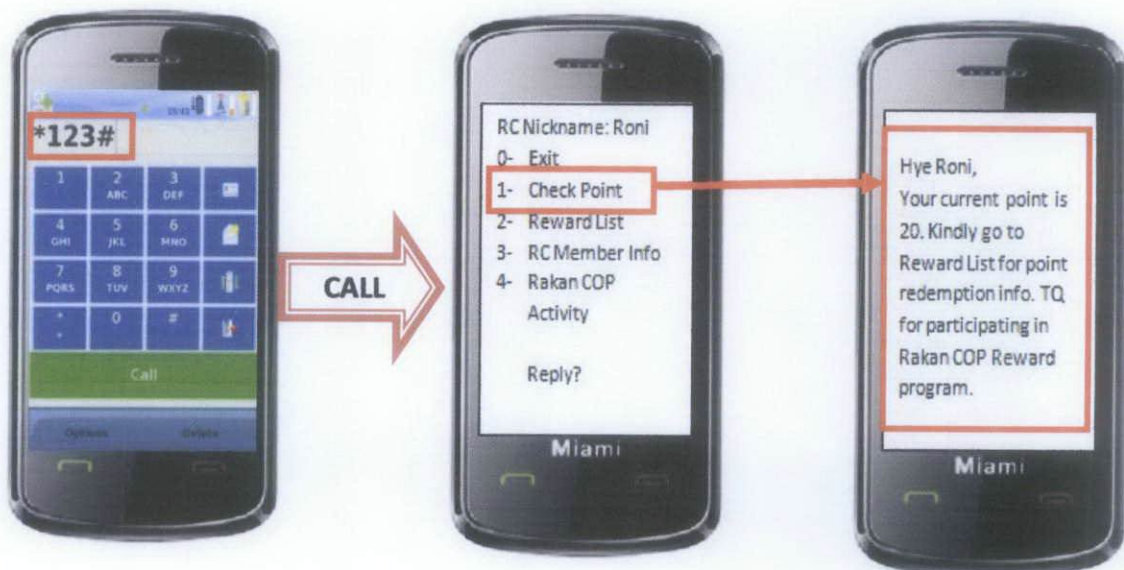 *123#
1
2
ABC
3
DEF
4
GHI
5
JKL
6
MNO
7
PQRS
8
TUV
9
WXYZ
*
+
0
#
Call
Options
Delete
CALL
RC Nickname: Roni
0- Exit
1- Check Point
2- Reward List
3- RC Member Info
4- Rakan COP
Activity
Reply?
Miami
Hye Roni,
Your current point is
20. Kindly go to
Reward List for point
redemption info. TQ
for participating in
Rakan COP Reward
program.
Miami